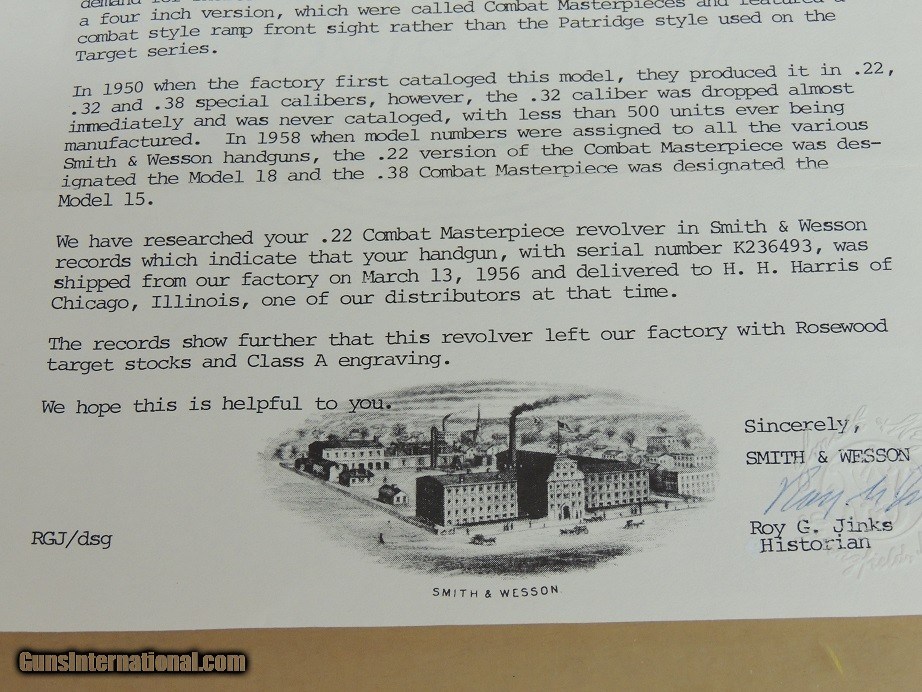 demand for
a four inch version, which were called Combat Masterpieces and featured a
combat style ramp front sight rather than the Patridge style used on the
Target series.
In 1950 when the factory first cataloged this model, they produced it in .22,
.32 and .38 special calibers, however, the .32 caliber was dropped almost
immediately and was never cataloged, with less than 500 units ever being
manufactured. In 1958 when model numbers were assigned to all the various
Smith & Wesson handguns, the .22 version of the Combat Masterpiece was des-
ignated the Model 18 and the .38 Combat Masterpiece was designated the
Model 15.
We have researched your .22 Combat Masterpiece revolver in Smith & Wesson
records which indicate that your handgun, with serial number K236493, was
shipped from our factory on March 13, 1956 and delivered to H. H. Harris of
Chicago, Illinois, one of our distributors at that time.
The records show further that this revolver left our factory with Rosewood
target stocks and Class A engraving.
We hope this is helpful to you.
Sincerely,
SMITH & WESSON
Roy G. Jinks
Historian
RGJ/dsg
SMITH & WESSON
GunsInternational.com